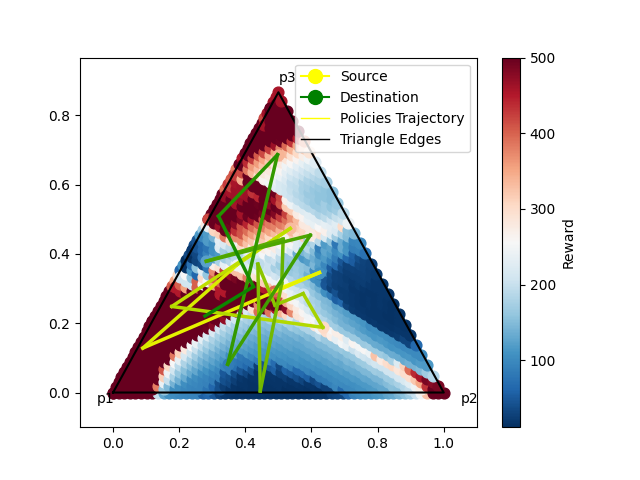 p3
Source
Destination
Policies Trajectory
Triangle Edges
0.8
0.6
0.4
0.2
0.0
p1
p2
0.0 0.2 0.4 0.6 0.8 1.0
500
400
300
200
100
Reward